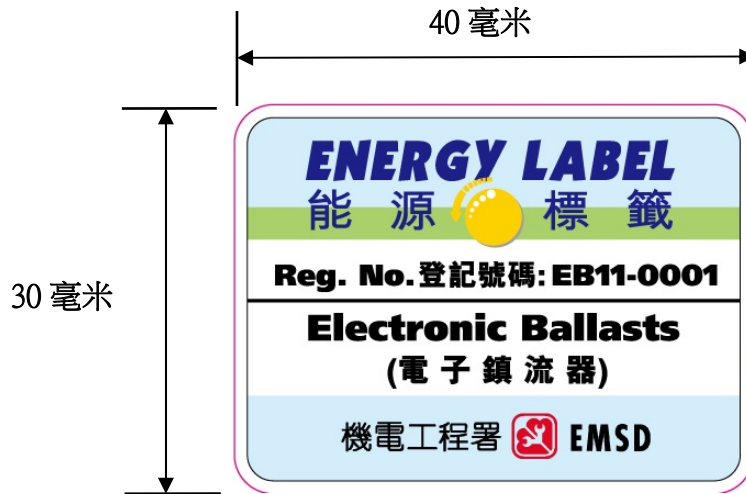 40 毫米
30 毫米
ENERGY LABEL
能 源 標 籤
Reg. No.登記號碼: EB11-0001
Electronic Ballasts
(電 子 鎮 流 器)
機電工程署 EMSD